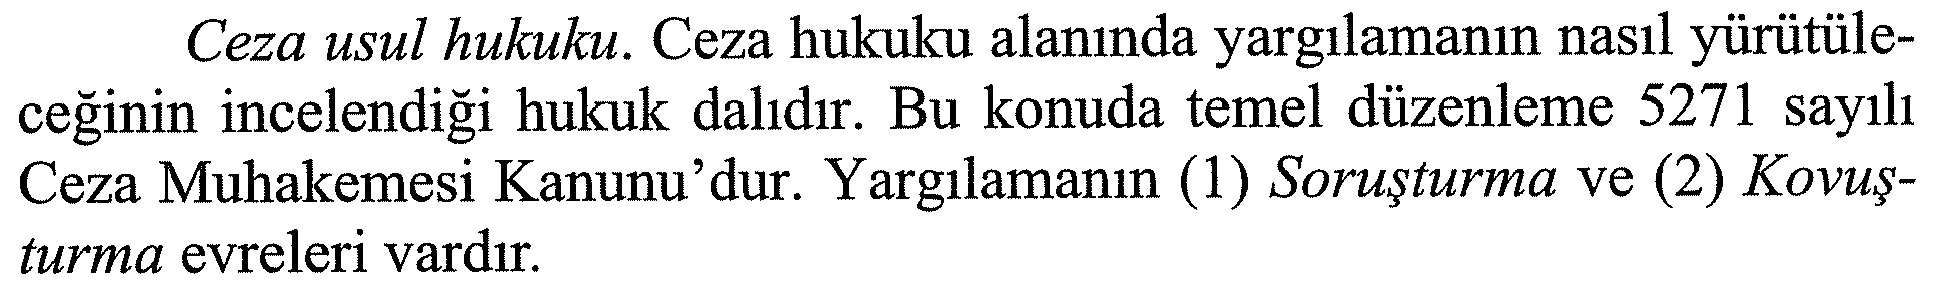 Ceza usul hukuku. Ceza hukuku alanında yargılamanın nasıl yürütüle-
ceğinin incelendiği hukuk dalıdır. Bu konuda temel düzenleme 5271 sayılı
Ceza Muhakemesi Kanunu’dur. Yargılamanın (1) Soruşturma ve (2) Kovuş-
turma evreleri vardır.